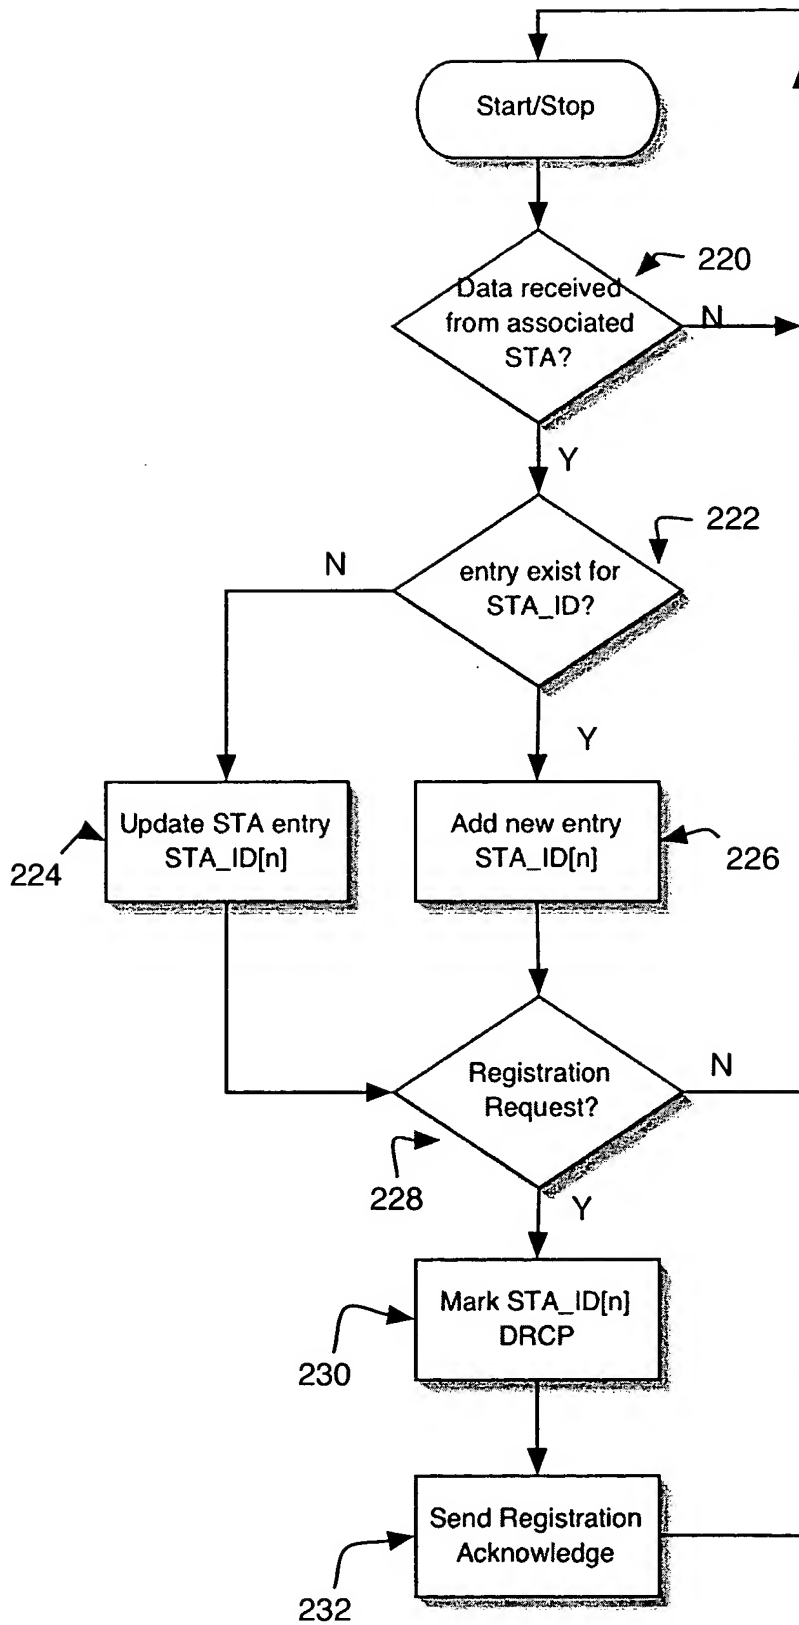 Start/Stop
220
Data received
from associated
STA?
N
Y
222
entry exist for
STA_ID?
N
Y
Update STA entry
STA_ID[n]
224
Add new entry
STA_ID[n]
226
Registration
Request?
N
228
Y
Mark STA_ID[n]
DRCP
230
Send Registration
Acknowledge
232